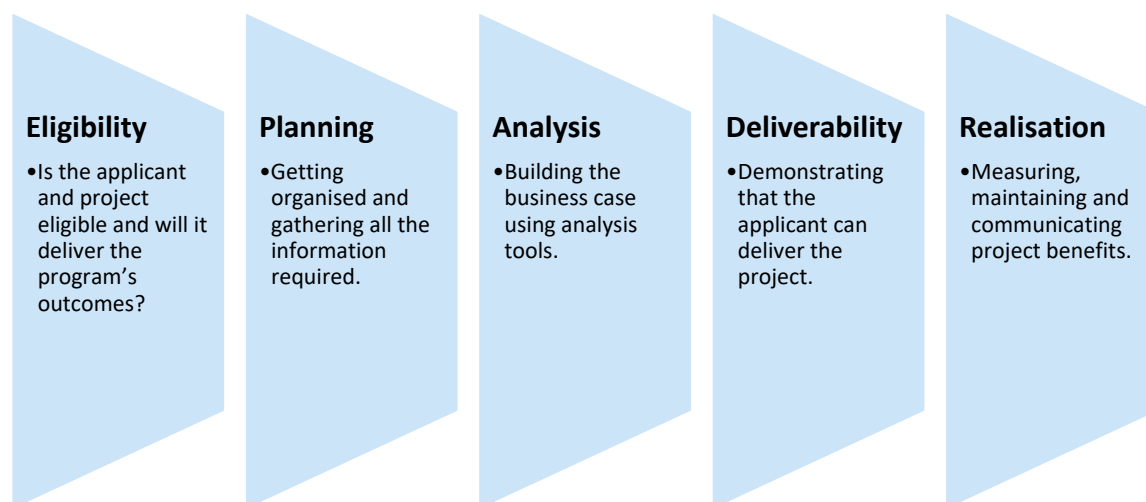 Eligibility
•Is the applicant
and project
eligible and will it
deliver the
program’s
outcomes?
Planning
•Getting
organised and
gathering all the
information
required.
Analysis
•Building the
business case
using analysis
tools.
Deliverability
•Demonstrating
that the
applicant can
deliver the
project.
Realisation
•Measuring,
maintaining and
communicating
project benefits.